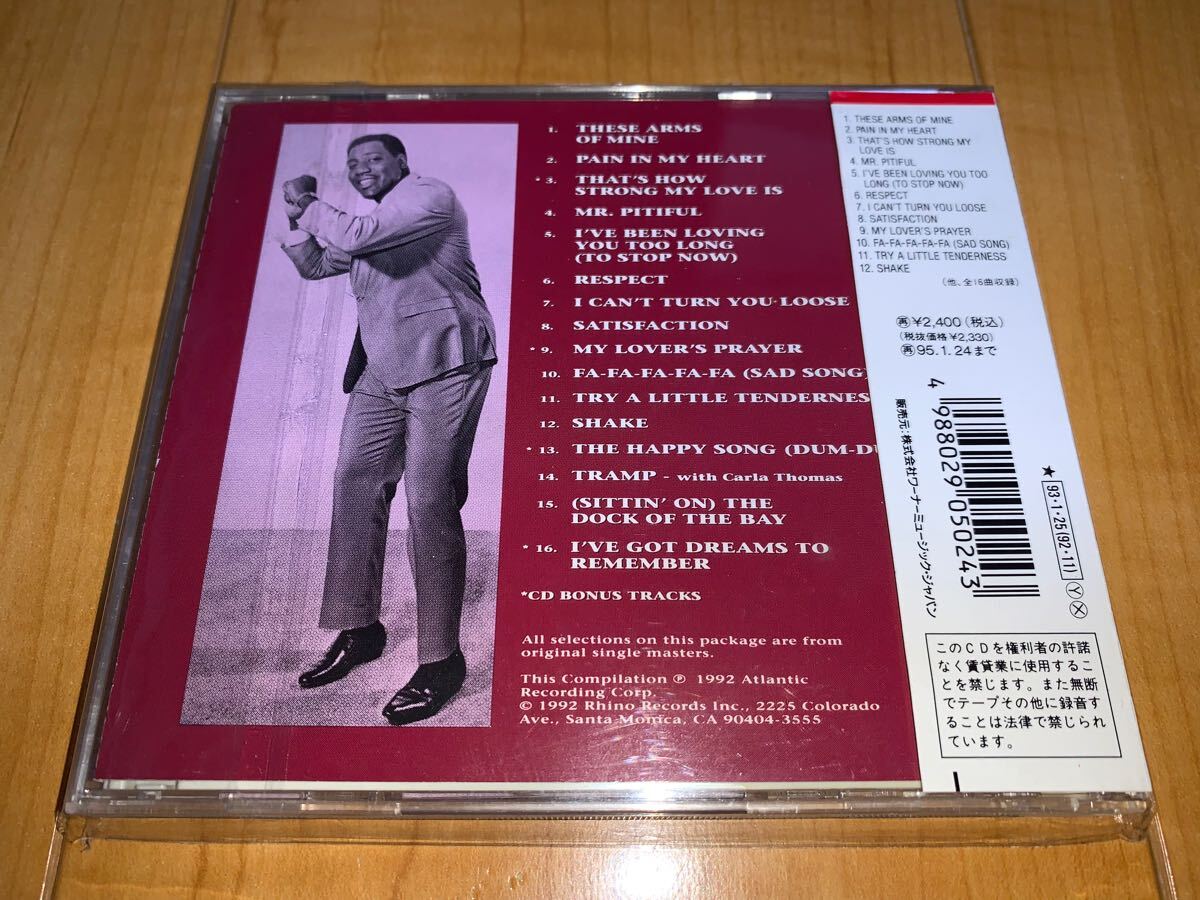 1. THESE ARMS
OF MINE
2. PAIN IN MY HEART
* 3. THAT'S HOW
STRONG MY LOVE IS
4. MR. PITIFUL
5. I'VE BEEN LOVING
YOU TOO LONG
(TO STOP NOW)
6. RESPECT
7. I CAN'T TURN YOU LOOSE
8. SATISFACTION
* 9. MY LOVER'S PRAYER
10. FA-FA-FA-FA-FA (SAD SONG)
11. TRY A LITTLE TENDERNES
12. SHAKE
* 13. THE HAPPY SONG (DUM-DU
14. TRAMP - with Carla Thomas
15. (SITTIN' ON) THE
DOCK OF THE BAY
* 16. I'VE GOT DREAMS TO
REMEMBER
*CD BONUS TRACKS
All selections on this package are from
original single masters.
This Compilation ℗ 1992 Atlantic
Recording Corp.
© 1992 Rhino Records Inc., 2225 Colorado
Ave., Santa Monica, CA 90404-3555
1. THESE ARMS OF MINE
2. PAIN IN MY HEART
3. THAT'S HOW STRONG MY
LOVE IS
4. MR. PITIFUL
5. I'VE BEEN LOVING YOU TOO
LONG (TO STOP NOW)
6. RESPECT
7. I CAN'T TURN YOU LOOSE
8. SATISFACTION
9. MY LOVER'S PRAYER
10. FA-FA-FA-FA-FA (SAD SONG)
11. TRY A LITTLE TENDERNESS
12. SHAKE
(他、全16曲収録)
㊢¥2,400(税込)
(税抜価格¥2,330)
再95.1.24まで
4 988029 050243
販売元:株式会社ワーナーミュージック・ジャパン
★ 93・1・25(92・11) Ⓨ Ⓧ
このCDを権利者の許諾
なく賃貸業に使用するこ
とを禁じます。また無断
でテープその他に録音す
ることは法律で禁じられ
ています。